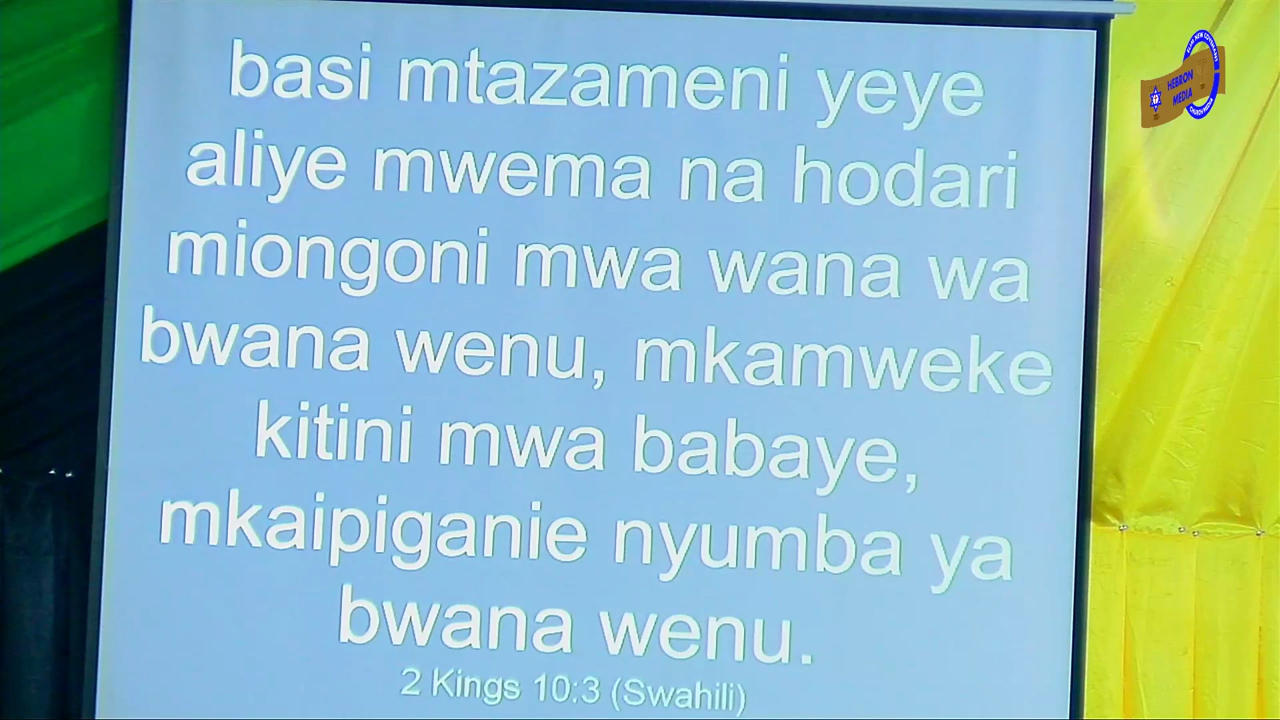 basi mtazameni yeye
aliye mwema na hodari
miongoni mwa wana wa
bwana wenu, mkamweke
kitini mwa babaye,
mkaipiganie nyumba ya
bwana wenu.
2 Kings 10:3 (Swahili)
HEBRON
MEDIA